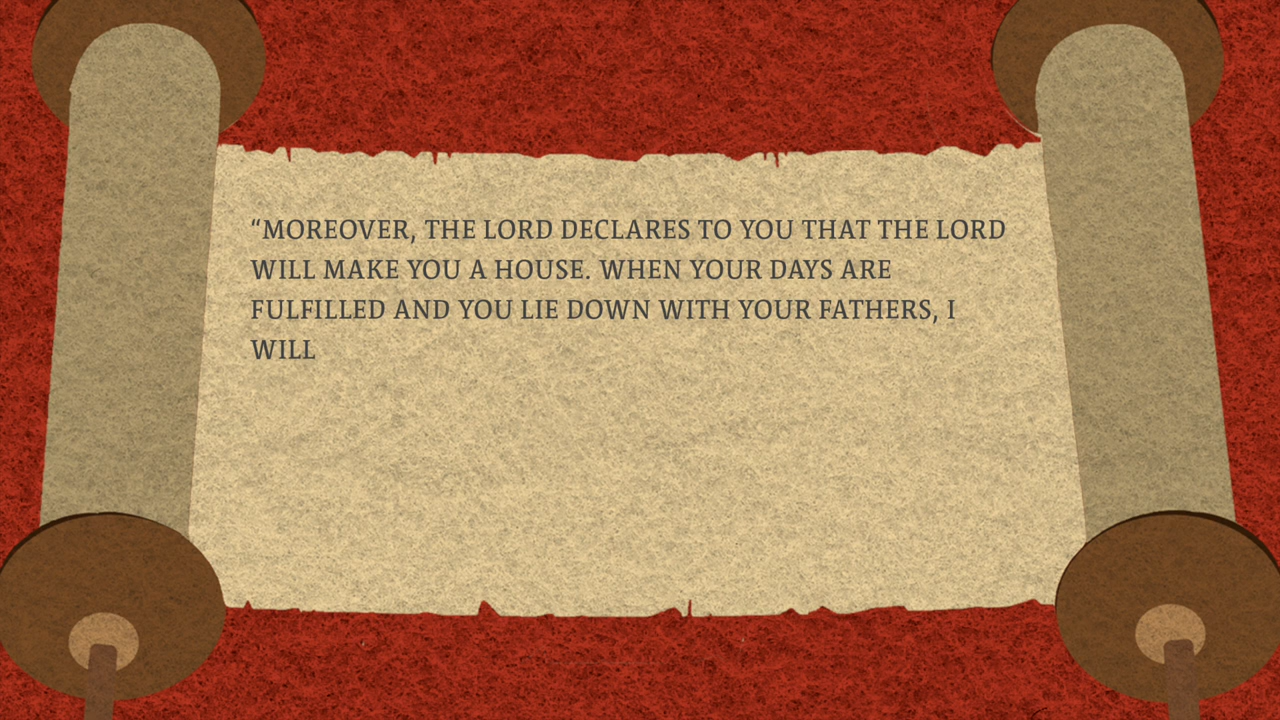 “MOREOVER, THE LORD DECLARES TO YOU THAT THE LORD
WILL MAKE YOU A HOUSE. WHEN YOUR DAYS ARE
FULFILLED AND YOU LIE DOWN WITH YOUR FATHERS, I
WILL